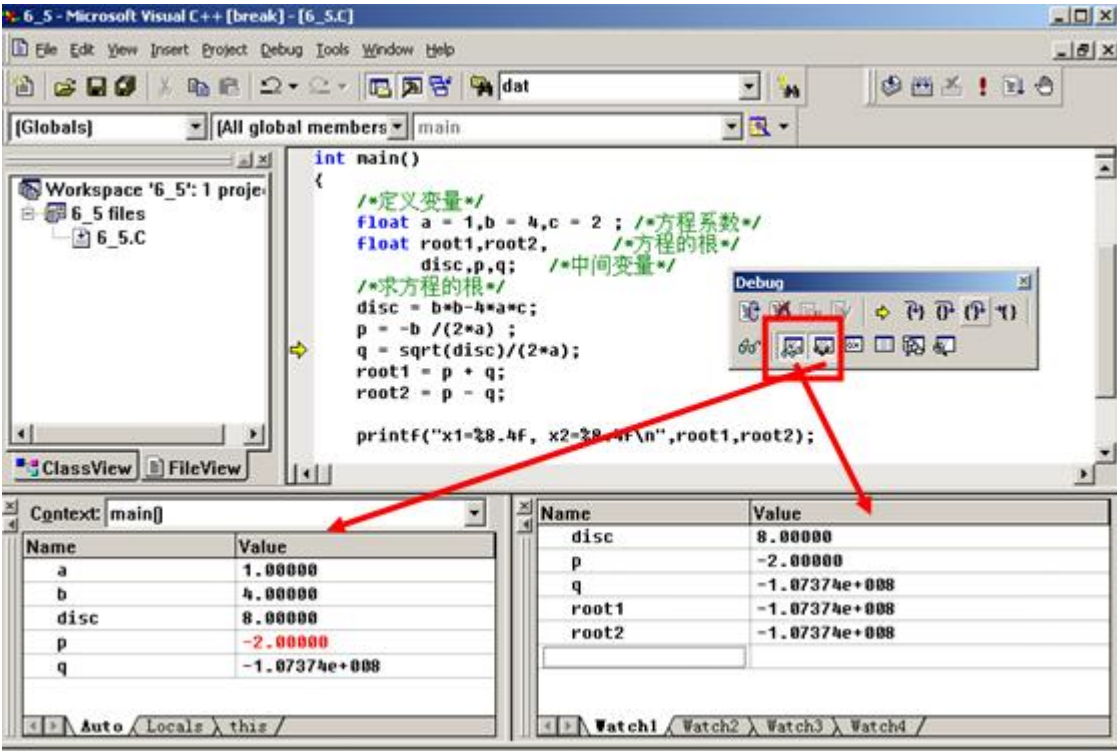 6_5 - Microsoft Visual C++ [break] - [6_5.C]
File Edit View Insert Project Debug Tools Window Help
dat
(Globals) (All global members main
Workspace '6_5': 1 proje
6_5 files
6_5.C
ClassView FileView
int main()
{
/*定义变量*/
float a = 1,b = 4,c = 2 ; /*方程系数*/
float root1,root2, /*方程的根*/
disc,p,q; /*中间变量*/
/*求方程的根*/
disc = b*b-4*a*c;
p = -b /(2*a) ;
q = sqrt(disc)/(2*a);
root1 = p + q;
root2 = p - q;
printf("x1=%8.4f, x2=%8.4f\n",root1,root2);
Debug
Context: main()
Name Value
a 1.00000
b 4.00000
disc 8.00000
p -2.00000
q -1.07374e+008
Auto Locals this
Name Value
disc 8.00000
p -2.00000
q -1.07374e+008
root1 -1.07374e+008
root2 -1.07374e+008
Watch1 Watch2 Watch3 Watch4